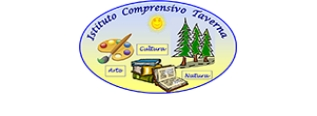 Istituto Comprensivo Taverna
Cultura
Arte
Natura